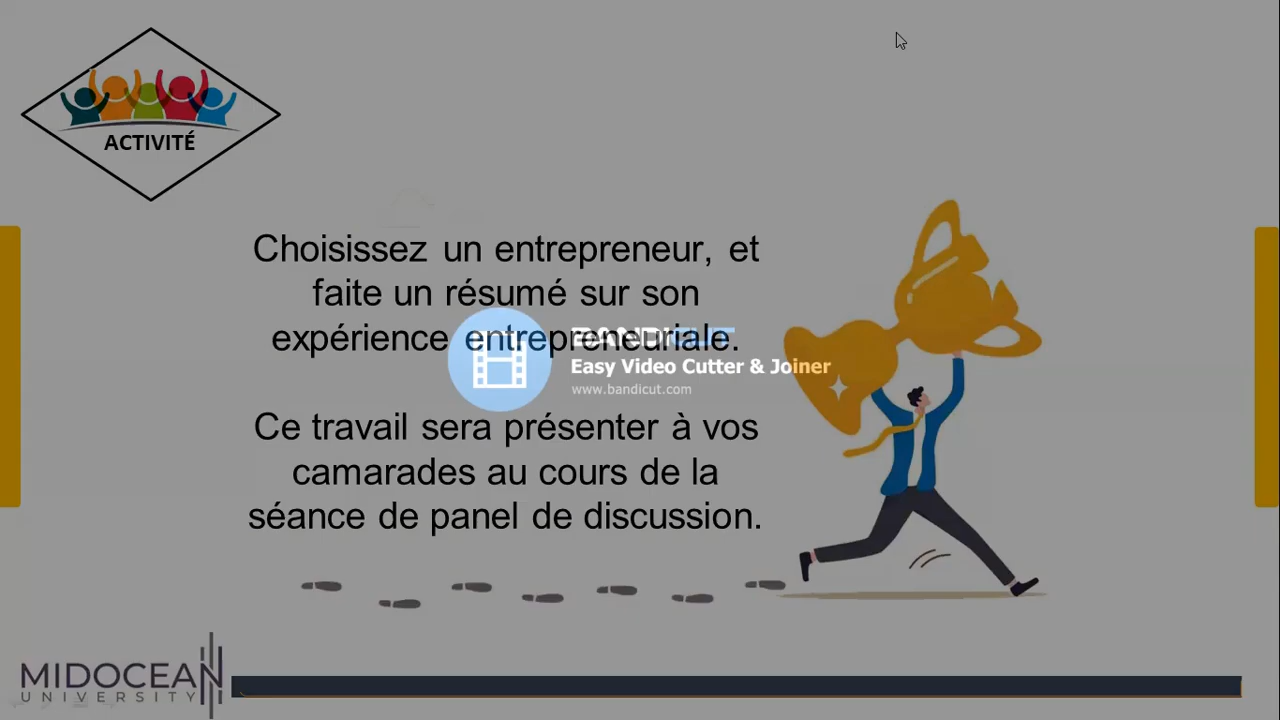 ACTIVITÉ
Choisissez un entrepreneur, et
faite un résumé sur son
expérience entrepreneuriale.
BANDICUT
Easy Video Cutter & Joiner
www.bandicut.com
Ce travail sera présenter à vos
camarades au cours de la
séance de panel de discussion.
MIDOCEAN
UNIVERSITY